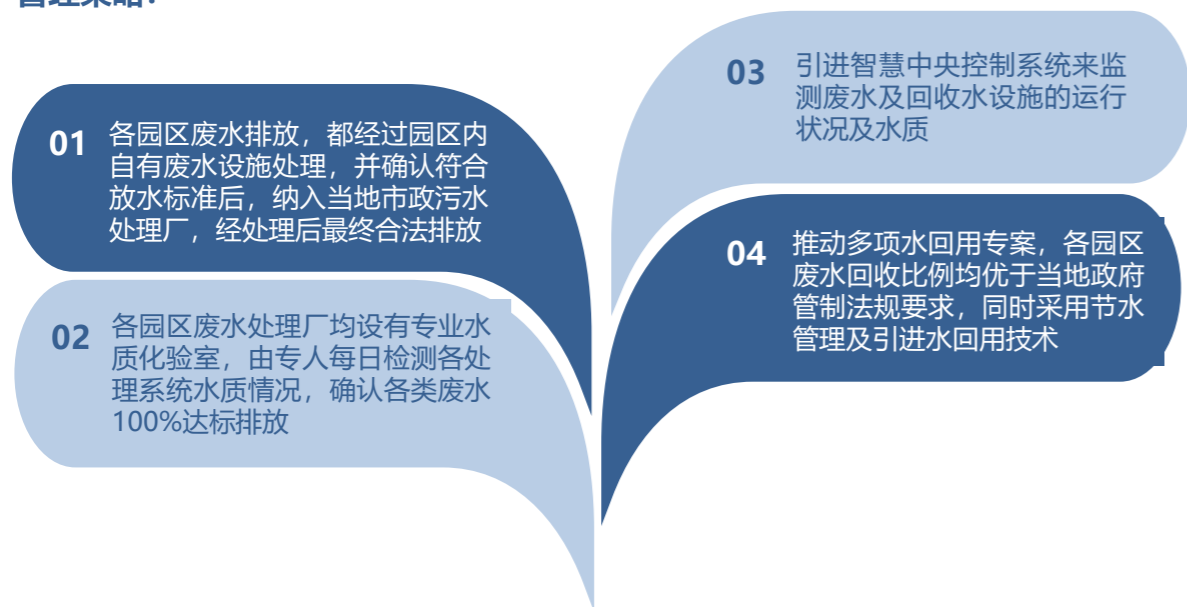 管理策略：
01
各园区废水排放，都经过园区内
自有废水设施处理，并确认符合
放水标准后，纳入当地市政污水
处理厂，经处理后最终合法排放
02
各园区废水处理厂均设有专业水
质化验室，由专人每日检测各处
理系统水质情况，确认各类废水
100%达标排放
03
引进智慧中央控制系统来监
测废水及回收水设施的运行
状况及水质
04
推动多项水回用专案，各园区
废水回收比例均优于当地政府
管制法规要求，同时采用节水
管理及引进水回用技术